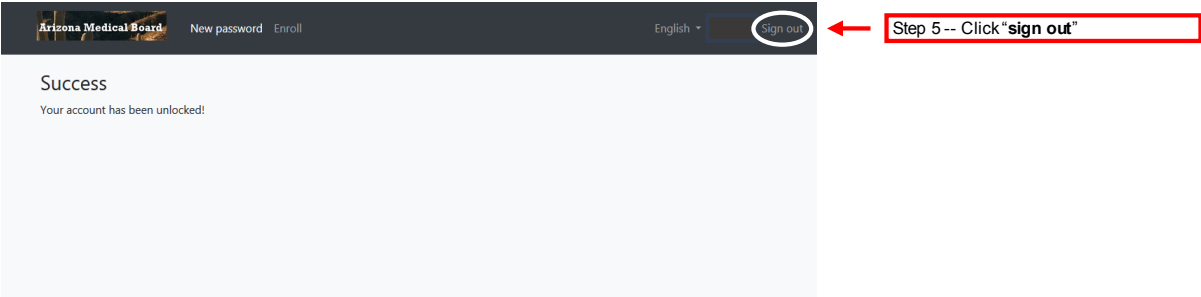 Arizona Medical Board New password Enroll English Sign out
Step 5 -- Click “sign out”
Success
Your account has been unlocked!